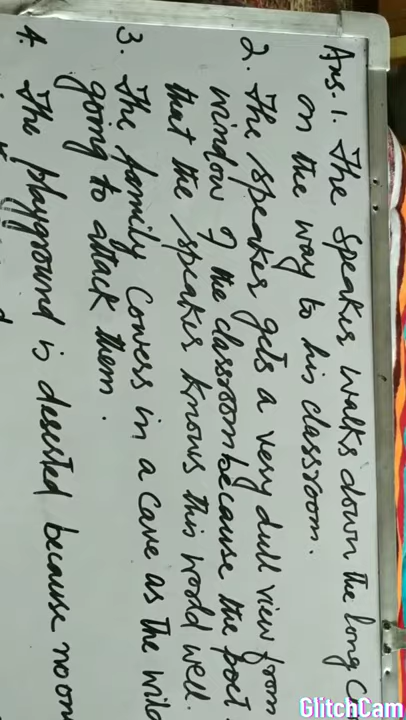 Ans. 1. The speaker walks down the long
on the way to his classroom.
2. The speaker gets a very dull view from
window of the classroom because the poet
that the speaker knows this world well.
3. The family cowers in a cave as the wild
going to attack them.
4. The playground is deserted because no
GlitchCam